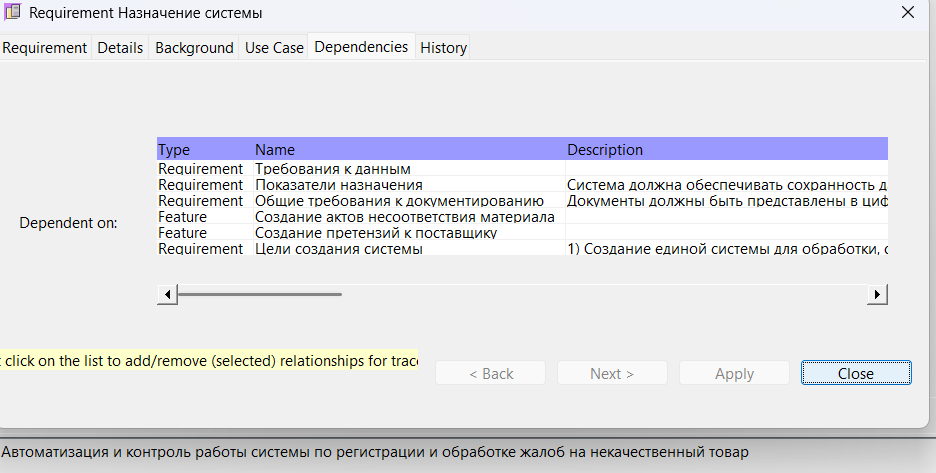 Requirement Назначение системы
Requirement Details Background Use Case Dependencies History
Type Name Description
Requirement Требования к данным
Requirement Показатели назначения Система должна обеспечивать сохранность д
Requirement Общие требования к документированию Документы должны быть представлены в циф
Feature Создание актов несоответствия материала
Dependent on:
Feature Создание претензий к поставщику
Requirement Цели создания системы 1) Создание единой системы для обработки, с
click on the list to add/remove (selected) relationships for trac
< Back Next > Apply Close
Автоматизация и контроль работы системы по регистрации и обработке жалоб на некачественный товар